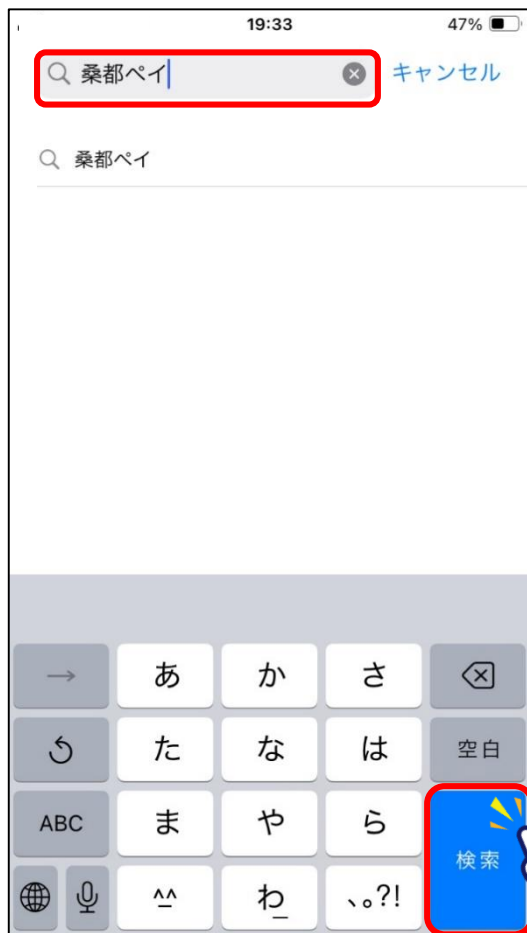 19:33 47%
桑都ペイ キャンセル
桑都ペイ
→ あ か さ
た な は 空白
ABC ま や ら 検索
^^ わ_ 、。?!